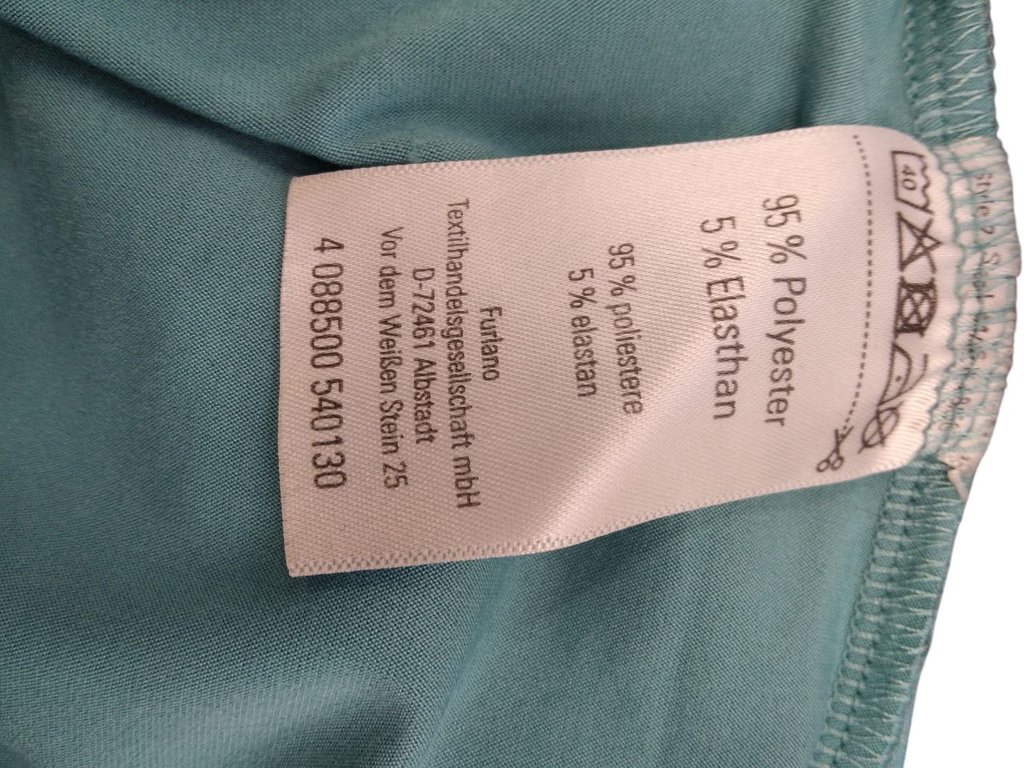 40
95 % Polyester
5 % Elasthan
95 % poliestere
5 % elastan
Furlano
Textilhandelsgesellschaft mbH
D-72461 Albstadt
Vor dem Weißen Stein 25
4 088500 540130